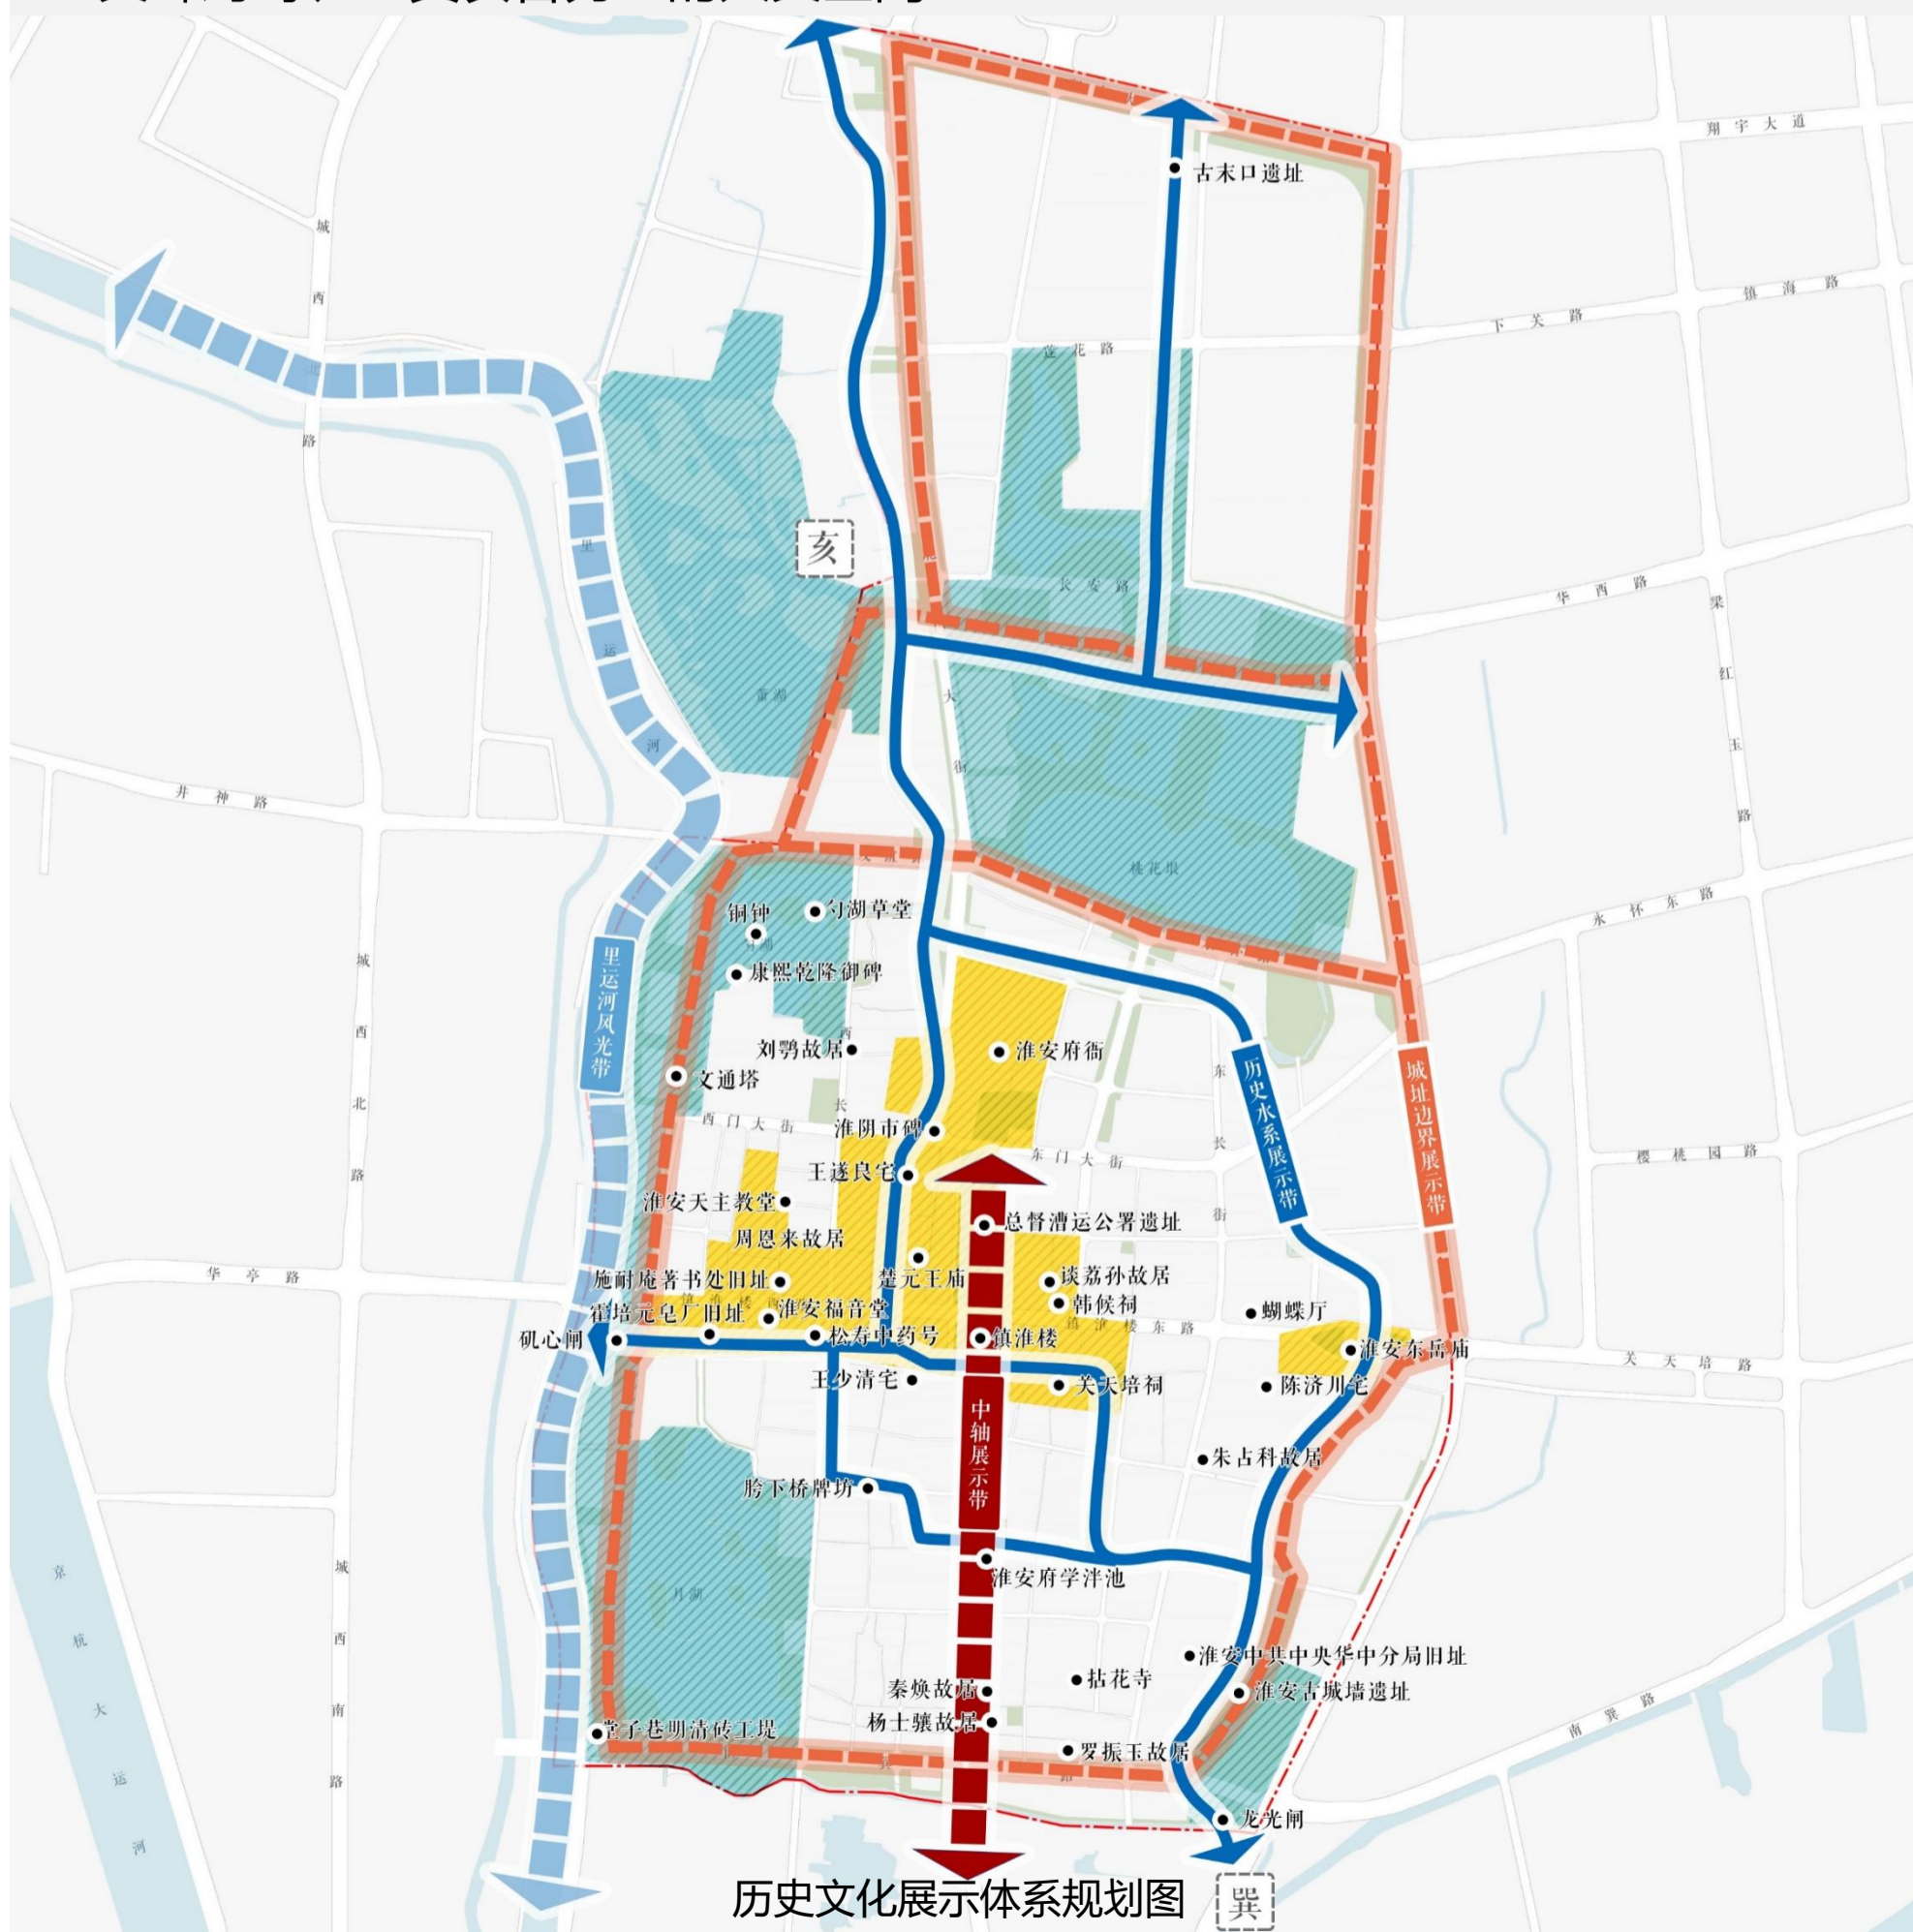 翔宇大道
古末口遗址
城西北路
镇海路
下关路
莲花路
亥
长安路
华西路
梁红玉路
里运河
萧湖
大街
井神路
桃花垠
永怀东路
铜钟
勺湖草堂
康熙乾隆御碑
里运河风光带
刘鹗故居
淮安府衙
文通塔
历史水系展示带
城址边界展示带
城西北路
西长
东长街
西门大街
淮阴市碑
东门大街
樱桃园路
王遂良宅
淮安天主教堂
总督漕运公署遗址
周恩来故居
华亭路
施耐庵著书处旧址
楚元王庙
谈荔孙故居
霍培元皂厂旧址
淮安福音堂
韩候祠
蝴蝶厅
镇淮楼东路
矶心闸
松寿中药号
镇淮楼
淮安东岳庙
关天培路
王少清宅
关天培祠
陈济川宅
中轴展示带
朱占科故居
胯下桥牌坊
淮安府学泮池
京杭大运河
城西南路
月湖
淮安中共中央华中分局旧址
拈花寺
秦焕故居
淮安古城墙遗址
杨士骧故居
堂子巷明清砖工堤
罗振玉故居
南巽路
龙光闸
历史文化展示体系规划图
巽